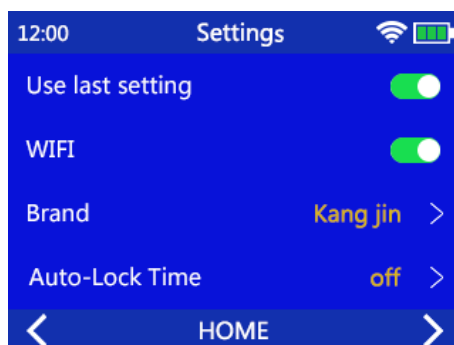 12:00 Settings
Use last setting
WIFI
Brand Kang jin >
Auto-Lock Time off >
< HOME >